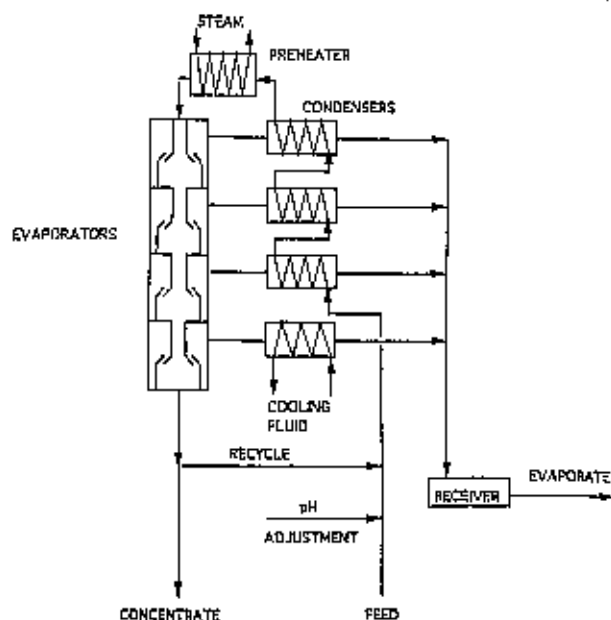 STEAM
PREHEATER
CONDENSERS
EVAPORATORS
COOLING
FLUID
RECYCLE
EVAPORATE
RECEIVER
pH
ADJUSTMENT
CONCENTRATE
FEED